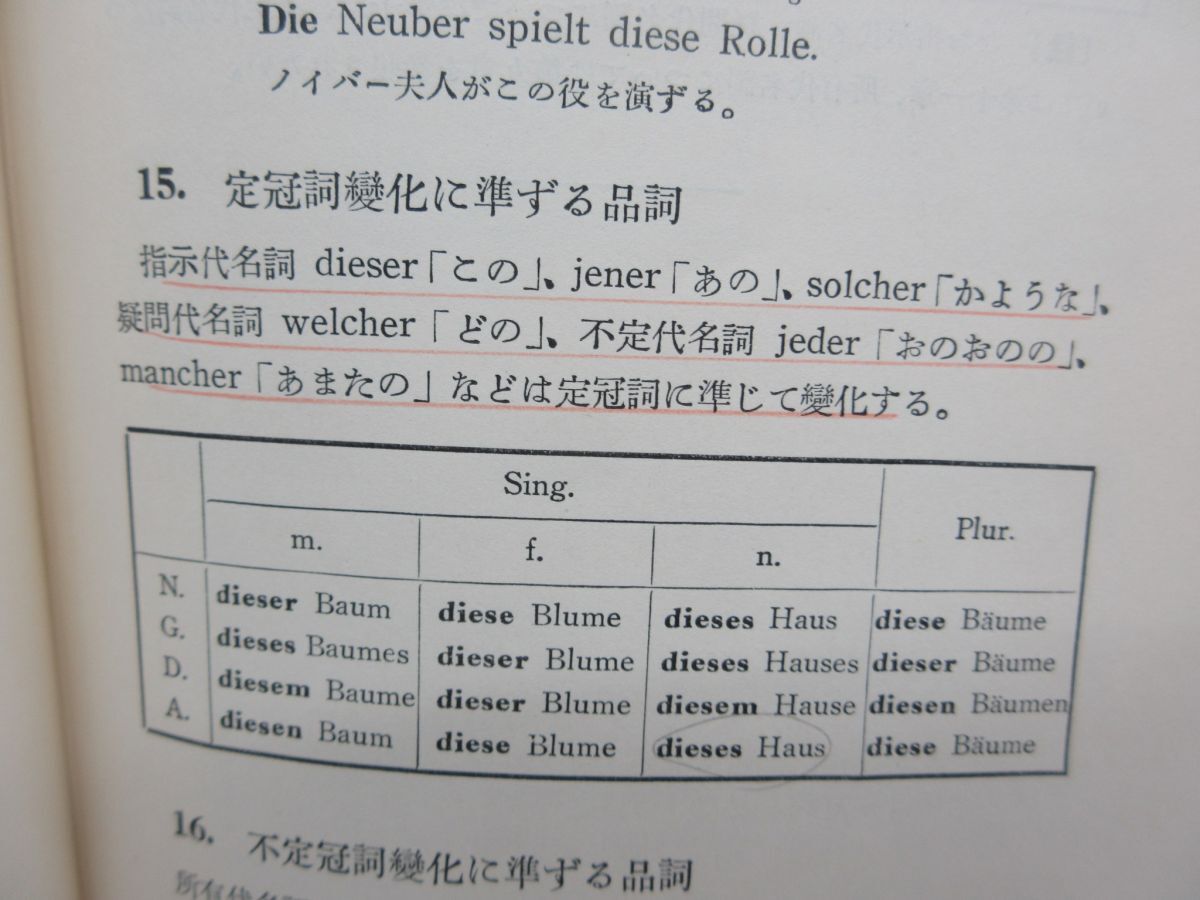 Die Neuber spielt diese Rolle.
ノイバー夫人がこの役を演ずる。
15. 定冠詞變化に準ずる品詞
指示代名詞 dieser「この」、jener「あの」、solcher「かような」、
疑問代名詞 welcher「どの」、不定代名詞 jeder「おのおのの」、
mancher「あまたの」などは定冠詞に準じて變化する。
Sing. Plur.
m. f. n.
N. dieser Baum diese Blume dieses Haus diese Bäume
G. dieses Baumes dieser Blume dieses Hauses dieser Bäume
D. diesem Baume dieser Blume diesem Hause diesen Bäumen
A. diesen Baum diese Blume dieses Haus diese Bäume
16. 不定冠詞變化に準ずる品詞